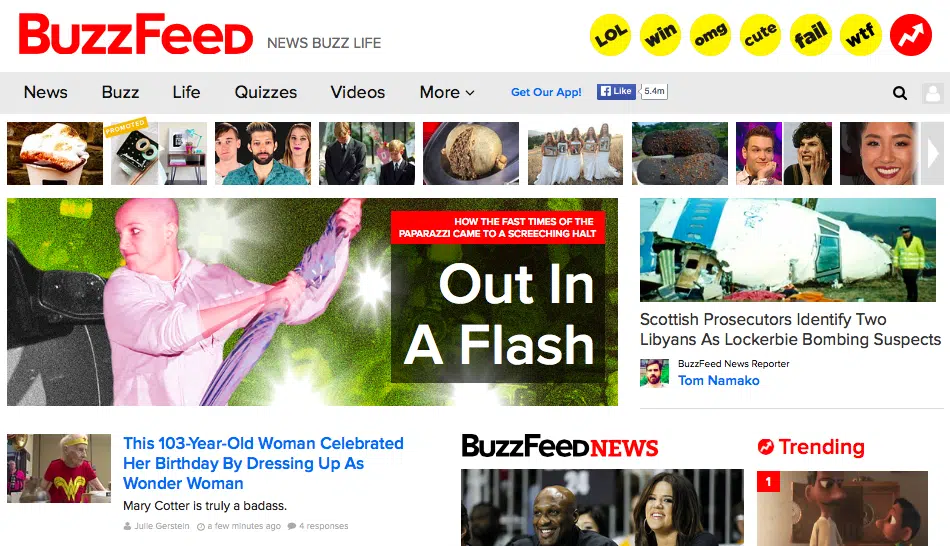 BuzzFeeD NEWS BUZZ LIFE
LOL win omg cute fail wtf
News Buzz Life Quizzes Videos More Get Our App! Like 5.4m
PROMOTED
HOW THE FAST TIMES OF THE
PAPARAZZI CAME TO A SCREECHING HALT
Out In
A Flash
Scottish Prosecutors Identify Two
Libyans As Lockerbie Bombing Suspects
BuzzFeed News Reporter
Tom Namako
This 103-Year-Old Woman Celebrated
Her Birthday By Dressing Up As
Wonder Woman
Mary Cotter is truly a badass.
Julie Gerstein a few minutes ago 4 responses
BuzzFeeD NEWS
Trending
1